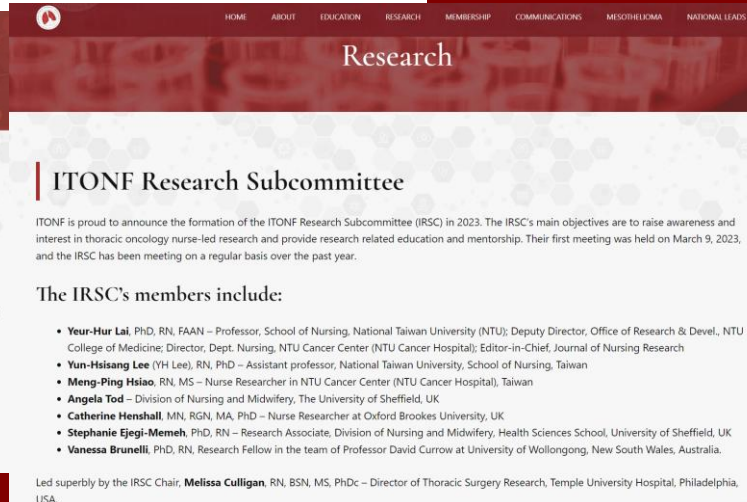 HOME ABOUT EDUCATION RESEARCH MEMBERSHIP COMMUNICATIONS MESOTHELIOMA NATIONAL LEADS
Research
ITONF Research Subcommittee
ITONF is proud to announce the formation of the ITONF Research Subcommittee (IRSC) in 2023. The IRSC's main objectives are to raise awareness and
interest in thoracic oncology nurse-led research and provide research related education and mentorship. Their first meeting was held on March 9, 2023,
and the IRSC has been meeting on a regular basis over the past year.
The IRSC's members include:
• Yeur-Hur Lai, PhD, RN, FAAN – Professor, School of Nursing, National Taiwan University (NTU); Deputy Director, Office of Research & Devel., NTU
College of Medicine; Director, Dept. Nursing, NTU Cancer Center (NTU Cancer Hospital); Editor-in-Chief, Journal of Nursing Research
• Yun-Hsisang Lee (YH Lee), RN, PhD – Assistant professor, National Taiwan University, School of Nursing, Taiwan
• Meng-Ping Hsiao, RN, MS – Nurse Researcher in NTU Cancer Center (NTU Cancer Hospital), Taiwan
• Angela Tod – Division of Nursing and Midwifery, The University of Sheffield, UK
• Catherine Henshall, MN, RGN, MA, PhD – Nurse Researcher at Oxford Brookes University, UK
• Stephanie Ejegi-Memeh, PhD, RN – Research Associate, Division of Nursing and Midwifery, Health Sciences School, University of Sheffield, UK
• Vanessa Brunelli, PhD, RN, Research Fellow in the team of Professor David Currow at University of Wollongong, New South Wales, Australia.
Led superbly by the IRSC Chair, Melissa Culligan, RN, BSN, MS, PhDc – Director of Thoracic Surgery Research, Temple University Hospital, Philadelphia,
USA.